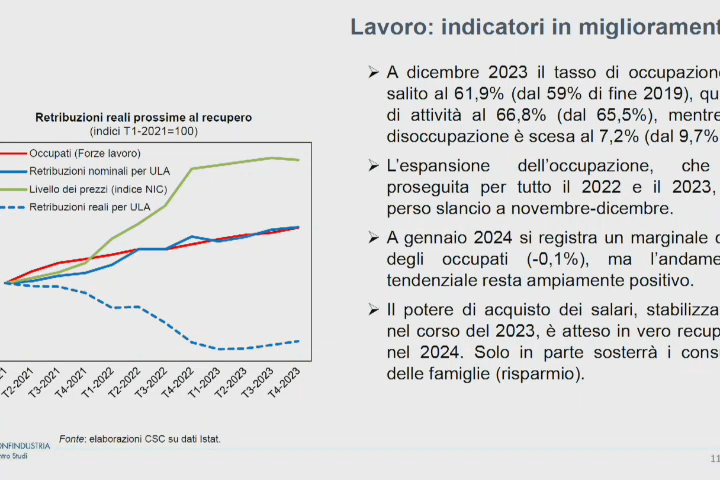 Lavoro: indicatori in migliorament
Retribuzioni reali prossime al recupero
(indici T1-2021=100)
Occupati (Forze lavoro)
Retribuzioni nominali per ULA
Livello dei prezzi (indice NIC)
Retribuzioni reali per ULA
21
T2-2021
T3-2021
T4-2021
T1-2022
T2-2022
T3-2022
T4-2022
T1-2023
T2-2023
T3-2023
T4-2023
Fonte: elaborazioni CSC su dati Istat.
ONFINDUSTRIA
ntro Studi
➢ A dicembre 2023 il tasso di occupazione
salito al 61,9% (dal 59% di fine 2019), qu
di attività al 66,8% (dal 65,5%), mentre
disoccupazione è scesa al 7,2% (dal 9,7%
➢ L'espansione dell'occupazione, che
proseguita per tutto il 2022 e il 2023,
perso slancio a novembre-dicembre.
➢ A gennaio 2024 si registra un marginale c
degli occupati (-0,1%), ma l'andame
tendenziale resta ampiamente positivo.
➢ Il potere di acquisto dei salari, stabilizza
nel corso del 2023, è atteso in vero recup
nel 2024. Solo in parte sosterrà i cons
delle famiglie (risparmio).
11